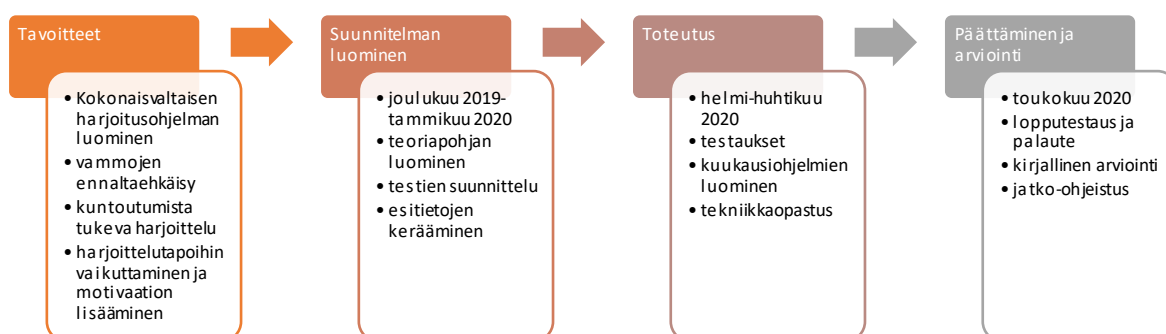 Tavoitteet
• Kokonaisvaltaisen
harjoitusohjelman
luominen
• vammojen
ennaltaehkäisy
• kuntoutumista
tukeva harjoittelu
• harjoittelutapoihin
vaikuttaminen ja
motivaation
lisääminen
Suunnitelman
luominen
• joulukuu 2019-
tammikuu 2020
• teoriapohjan
luominen
• testien suunnittelu
• esitietojen
kerääminen
Toteutus
• helmi-huhtikuu
2020
• testaukset
• kuukausiohjelmien
luominen
• tekniikkaopastus
Päättäminen ja
arviointi
• toukokuu 2020
• lopputestaus ja
palaute
• kirjallinen arviointi
• jatko-ohjeistus